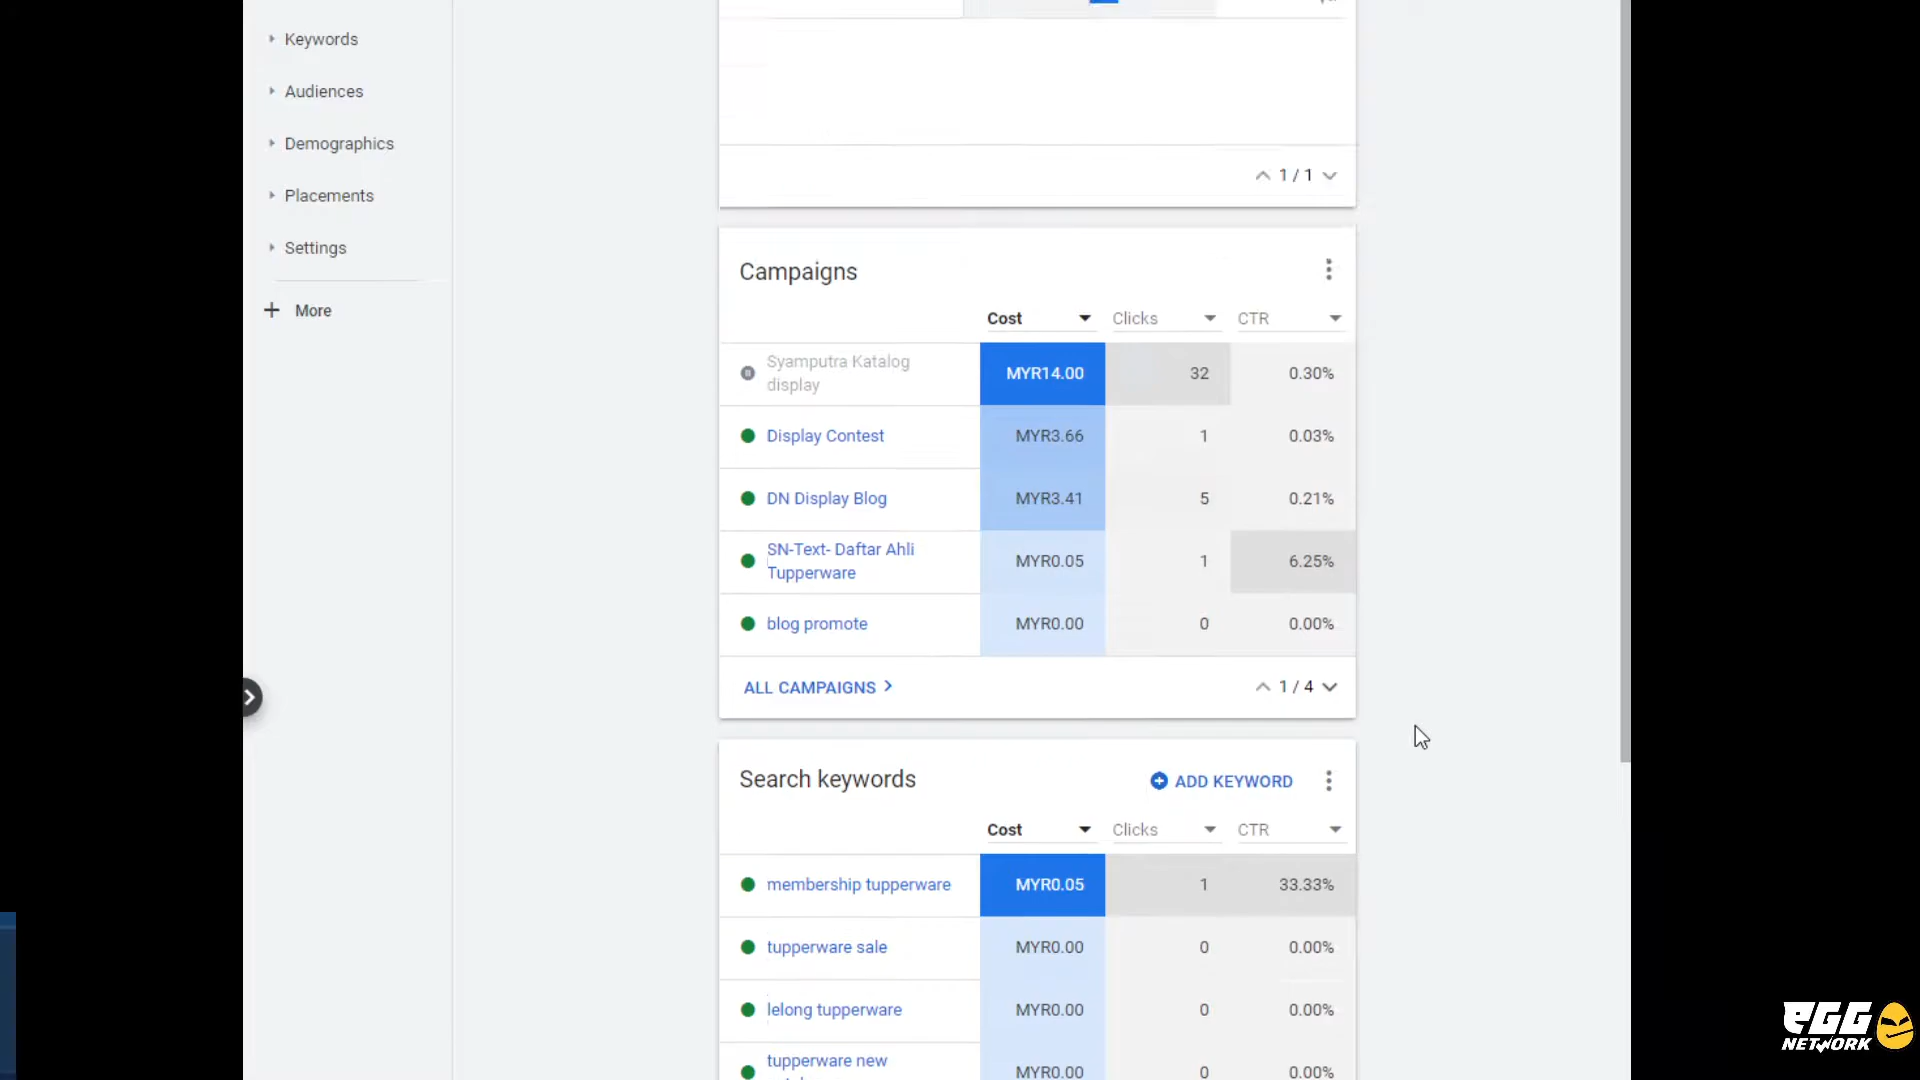 Keywords
Audiences
Demographics
Placements
Settings
More
1 / 1
Campaigns
Cost Clicks CTR
Syamputra Katalog
display
MYR14.00 32 0.30%
Display Contest MYR3.66 1 0.03%
DN Display Blog MYR3.41 5 0.21%
SN-Text- Daftar Ahli
Tupperware
MYR0.05 1 6.25%
blog promote MYR0.00 0 0.00%
ALL CAMPAIGNS
1 / 4
Search keywords
ADD KEYWORD
Cost Clicks CTR
membership tupperware MYR0.05 1 33.33%
tupperware sale MYR0.00 0 0.00%
lelong tupperware MYR0.00 0 0.00%
tupperware new
MYR0.00 0 0.00%
eGG
NETWORK